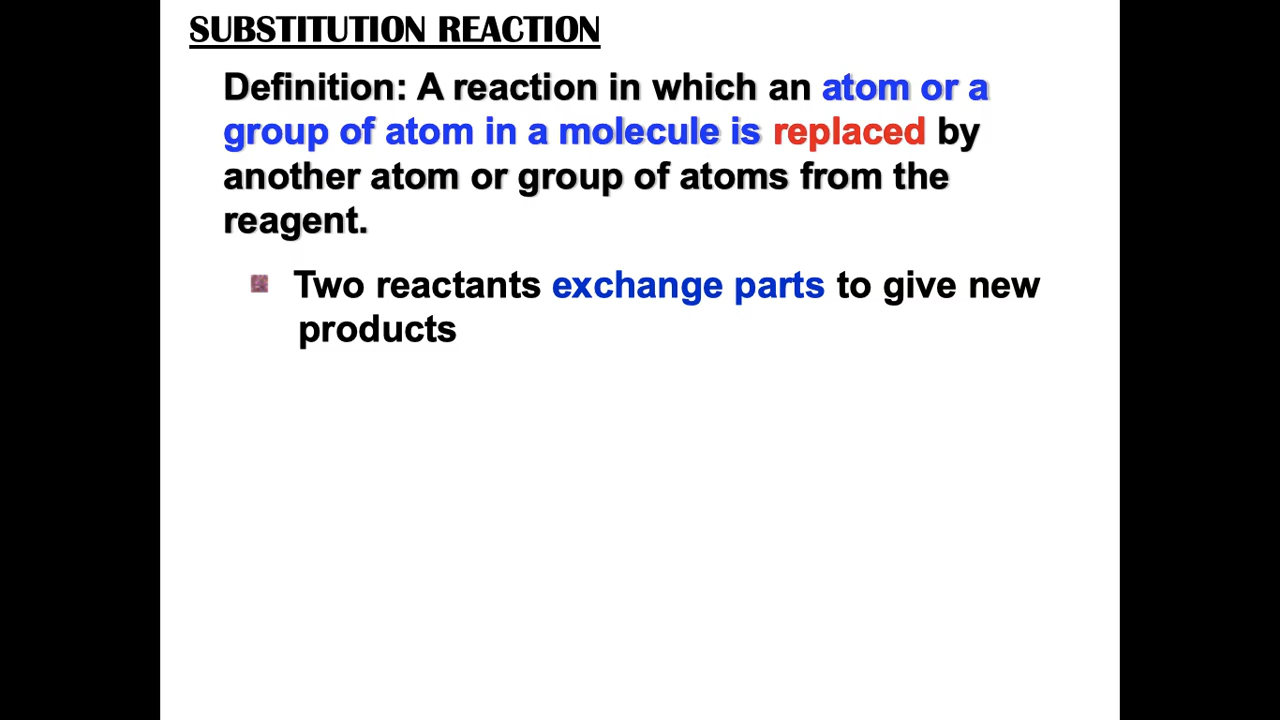 SUBSTITUTION REACTION
Definition: A reaction in which an atom or a
group of atom in a molecule is replaced by
another atom or group of atoms from the
reagent.
Two reactants exchange parts to give new
products